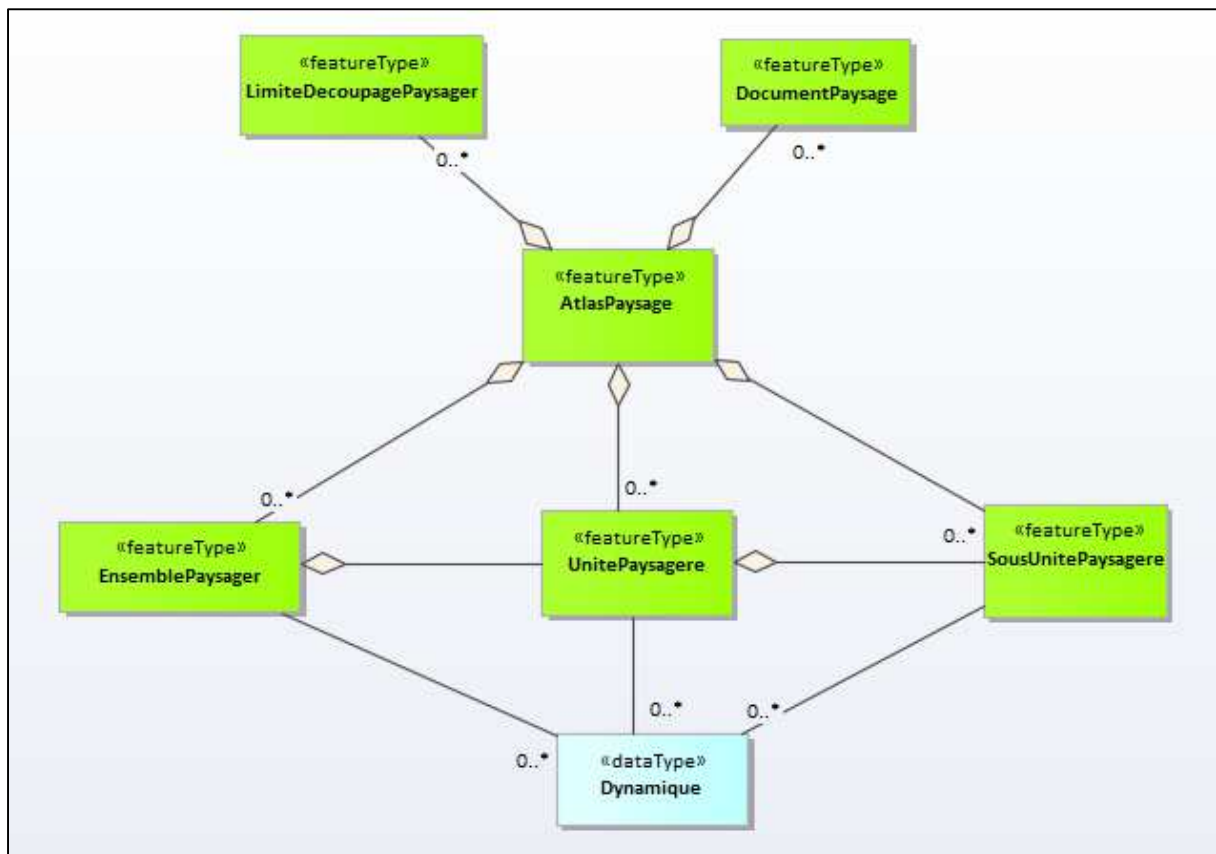 «featureType»
LimiteDecoupagePaysager
«featureType»
DocumentPaysage
0..*
0..*
«featureType»
AtlasPaysage
0..*
0..*
0..*
«featureType»
EnsemblePaysager
«featureType»
UnitePaysagere
«featureType»
SousUnitePaysagere
0..*
0..*
0..*
«dataType»
Dynamique